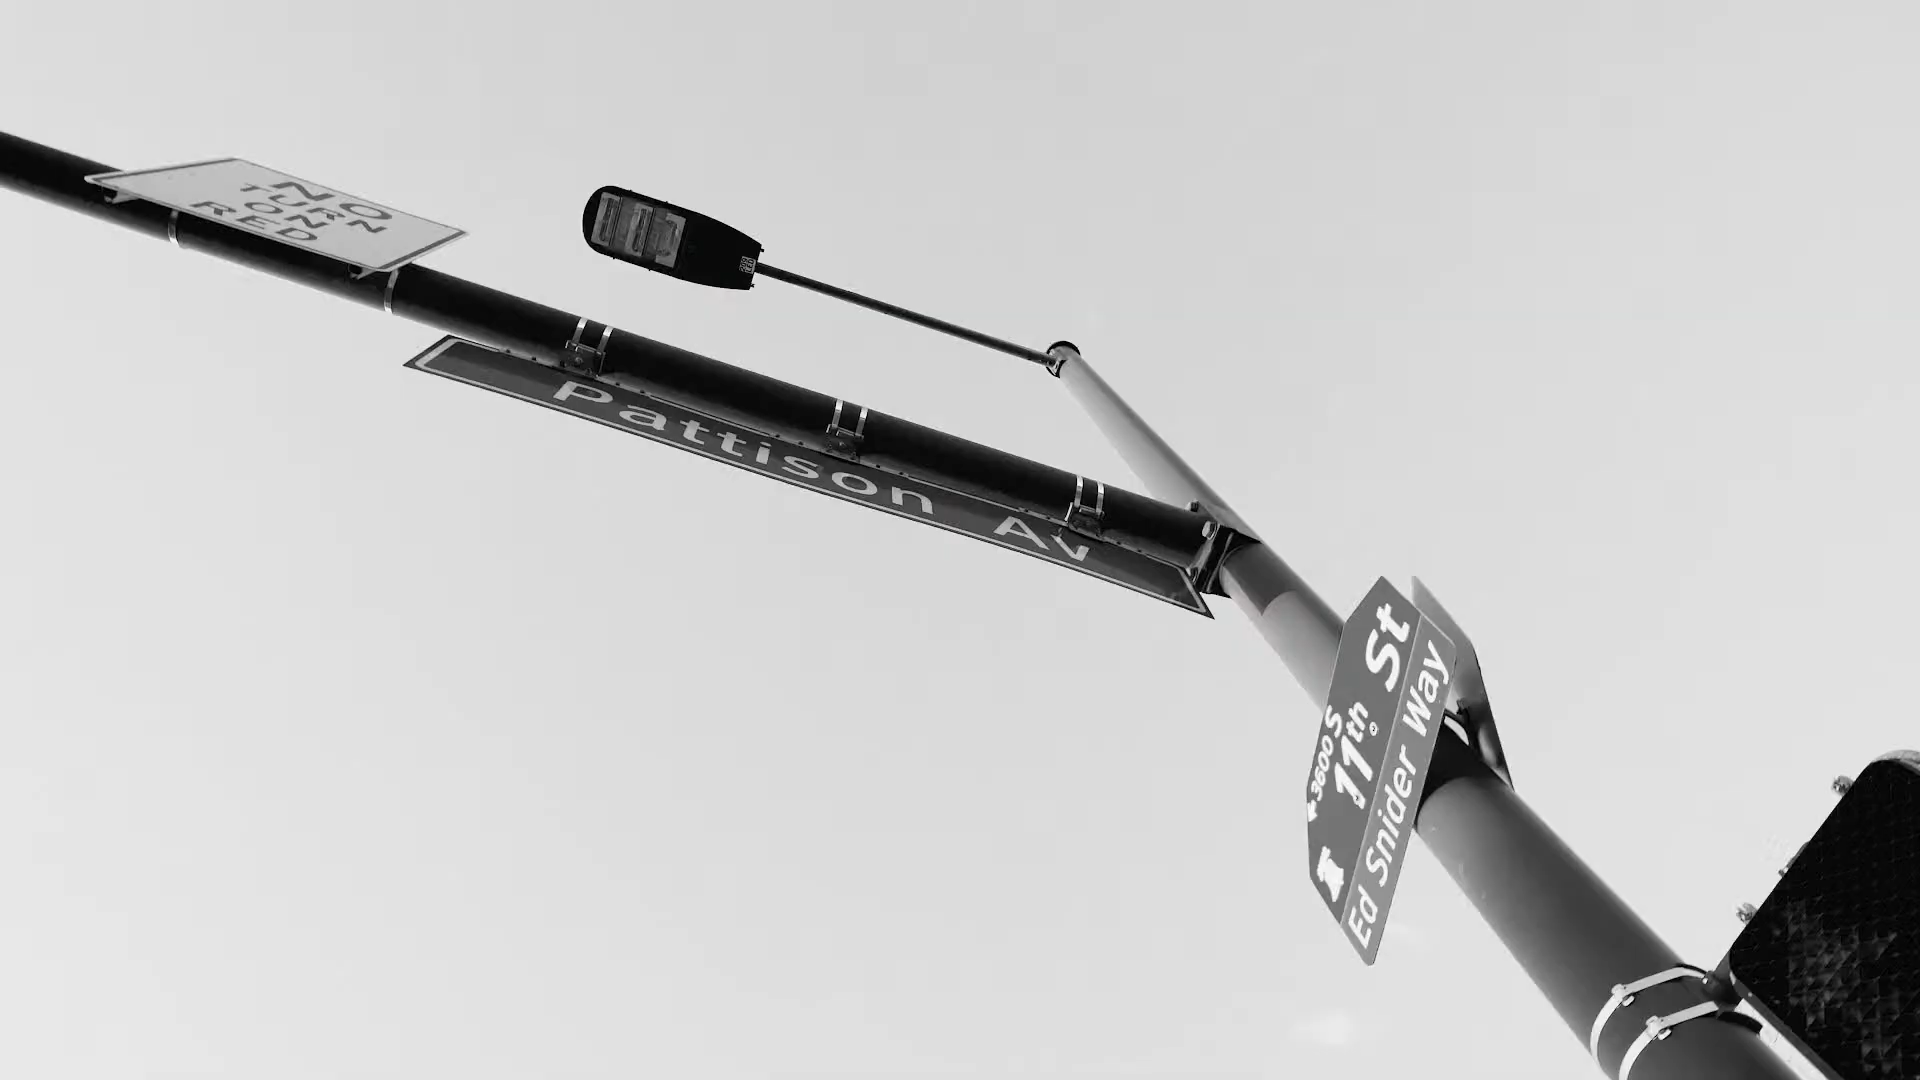 NO
TURN
ON
RED
Pattison Av
3600 S
11th St
Ed Snider Way